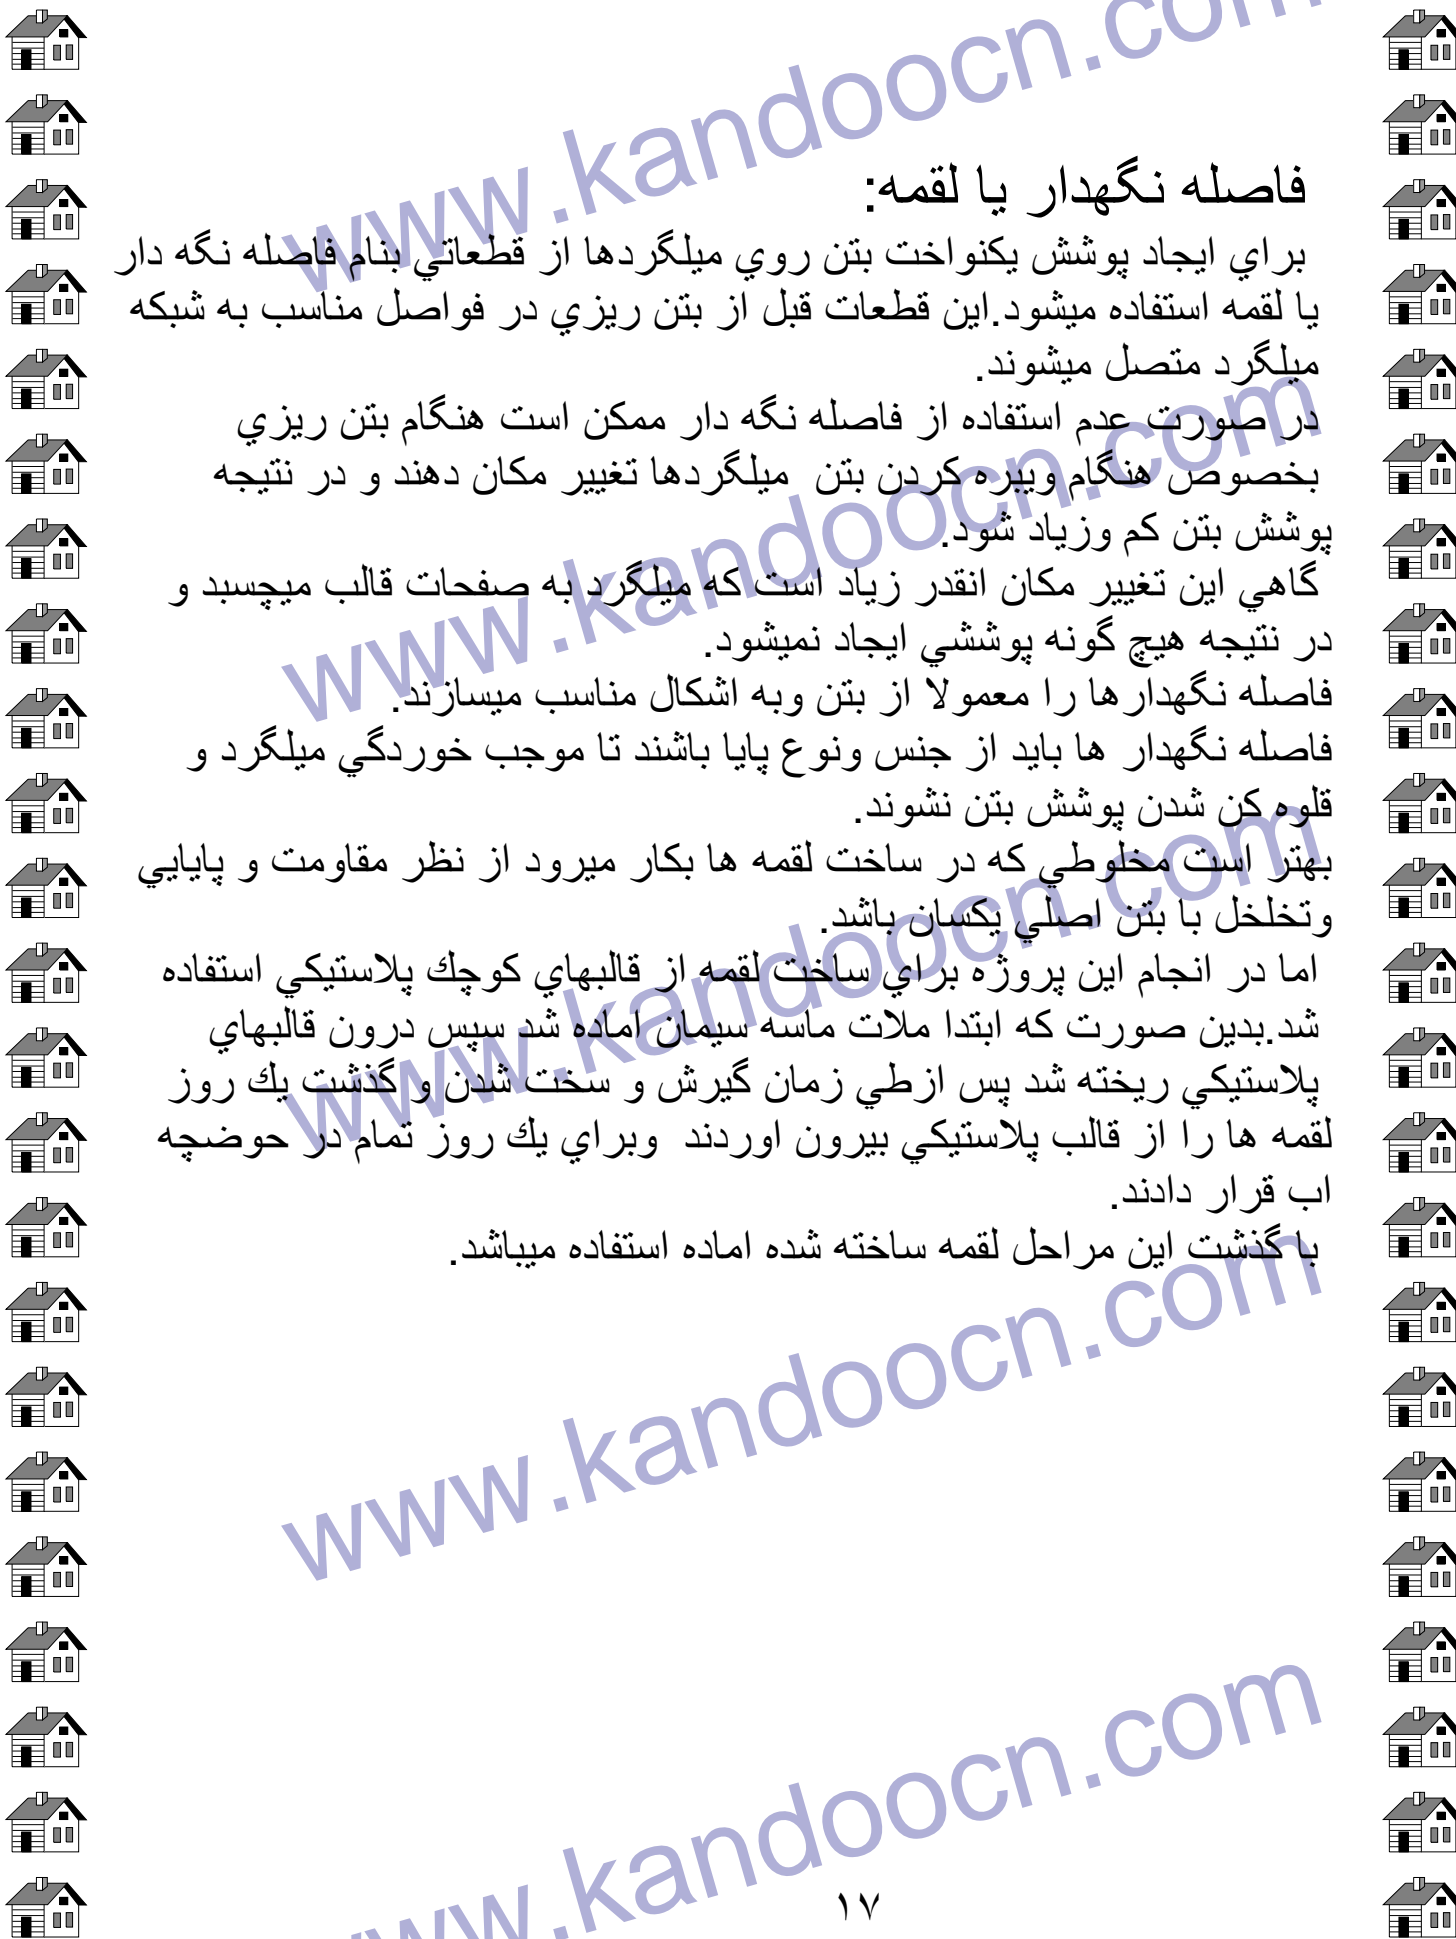 www.kandoocn.com
فاصله نگهدار يا لقمه:
براي ايجاد پوشش يكنواخت بتن روي ميلگردها از قطعاتي بنام فاصله نگه دار
يا لقمه استفاده ميشود.اين قطعات قبل از بتن ريزي در فواصل مناسب به شبكه
ميلگرد متصل ميشوند.
در صورت عدم استفاده از فاصله نگه دار ممكن است هنگام بتن ريزي
بخصوص هنگام ويبره كردن بتن ميلگردها تغيير مكان دهند و در نتيجه
پوشش بتن كم وزياد شود.
www.kandoocn.com
گاهي اين تغيير مكان انقدر زياد است كه ميلگرد به صفحات قالب ميچسبد و
در نتيجه هيچ گونه پوششي ايجاد نميشود.
فاصله نگهدارها را معمولا از بتن وبه اشكال مناسب ميسازند.
فاصله نگهدار ها بايد از جنس ونوع پايا باشند تا موجب خوردگي ميلگرد و
قلوه كن شدن پوشش بتن نشوند.
بهتر است مخلوطي كه در ساخت لقمه ها بكار ميرود از نظر مقاومت و پايايي
وتخلخل با بتن اصلي يكسان باشد.
www.kandoocn.com
اما در انجام اين پروژه براي ساخت لقمه از قالبهاي كوچك پلاستيكي استفاده
شد.بدين صورت كه ابتدا ملات ماسه سيمان اماده شد سپس درون قالبهاي
پلاستيكي ريخته شد پس ازطي زمان گيرش و سخت شدن و گذشت يك روز
لقمه ها را از قالب پلاستيكي بيرون اوردند وبراي يك روز تمام در حوضچه
اب قرار دادند.
با گذشت اين مراحل لقمه ساخته شده اماده استفاده ميباشد.
www.kandoocn.com
www.kandoocn.com
١٧